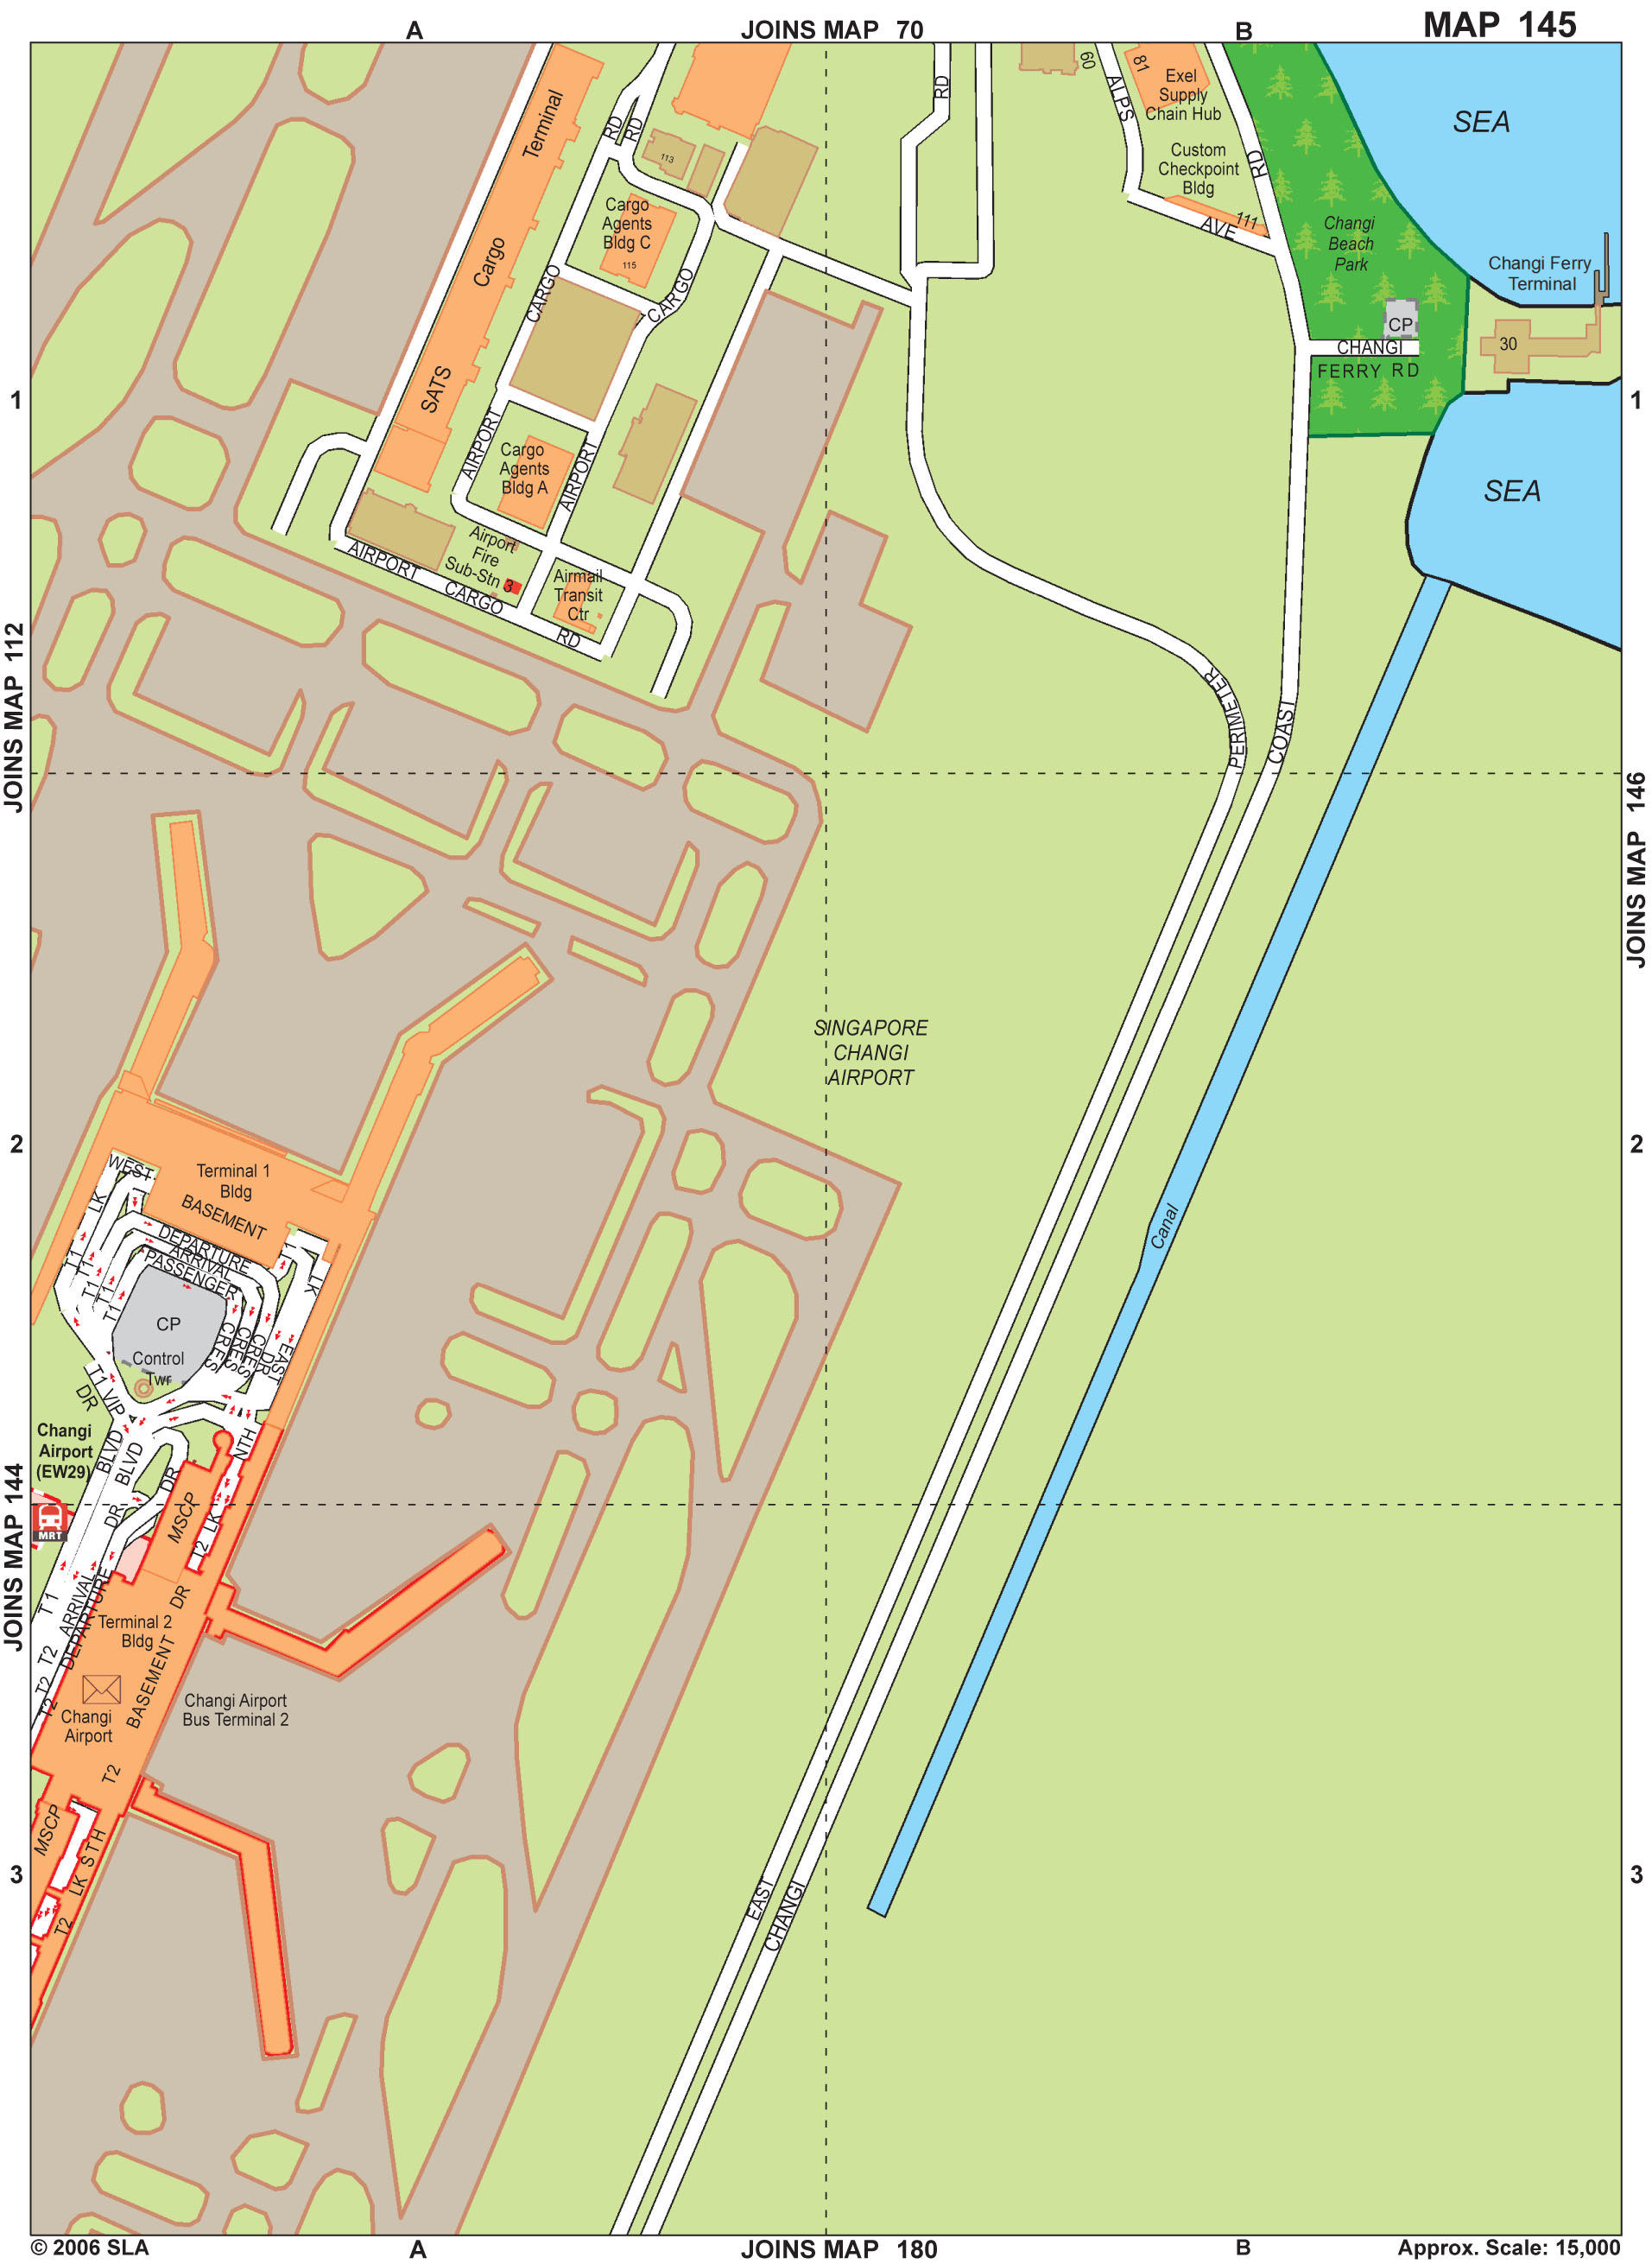 A
JOINS MAP 70
B
MAP 145
SEA
Terminal
RD
RD
RD
60
ALPS
81
Exel
Supply
Chain Hub
Custom
Checkpoint
Bldg
RD
113
Cargo
Agents
Bldg C
115
AVE
111
Changi
Beach
Park
Changi Ferry
Terminal
Cargo
CARGO
CARGO
CP
CHANGI
FERRY RD
30
SATS
1
1
AIRPORT
Cargo
Agents
Bldg A
AIRPORT
SEA
Airport
Fire
Sub-Stn
3
AIRPORT
CARGO
RD
Airmail
Transit
Ctr
JOINS MAP 112
PERIMETER
COAST
JOINS MAP 146
SINGAPORE
CHANGI
AIRPORT
2
2
WEST
LK
Terminal 1
Bldg
BASEMENT
T1
DEPARTURE
ARRIVAL
PASSENGER
T1
LK
T1
T1
T1
T1
CP
CRES
CRES
CRES
DR
EAST
Control
Twr
T1 VIP
DR
Canal
Changi
Airport
(EW29)
BLVD
BLVD
NTH
DR
DR
MSCP
MRT
T2 LK
JOINS MAP 144
T1
ARRIVAL
DEPARTURE
DR
Terminal 2
Bldg
BASEMENT
T2
T2
T2
Changi
Airport
Changi Airport
Bus Terminal 2
T2
MSCP
LK STH
T2
3
3
EAST
CHANGI
© 2006 SLA
A
JOINS MAP 180
B
Approx. Scale: 15,000